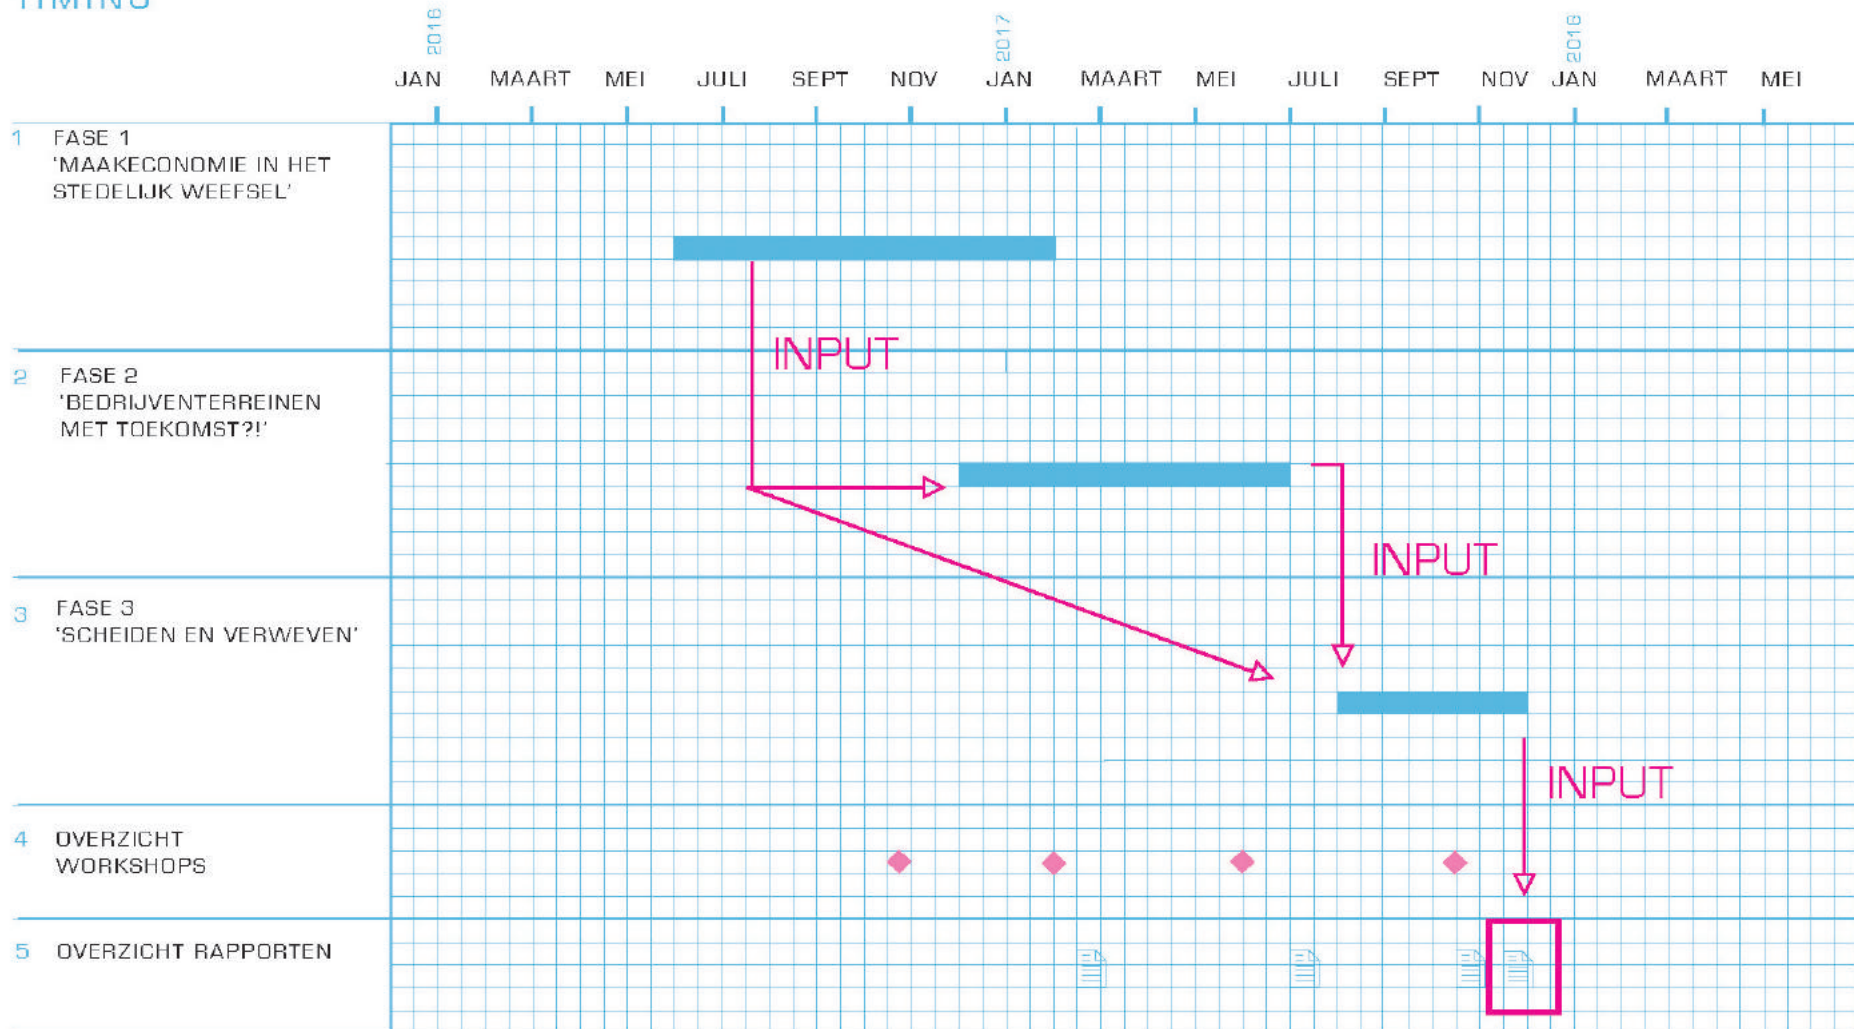 TIMING
2016
2017
2018
JAN MAART MEI JULI SEPT NOV JAN MAART MEI JULI SEPT NOV JAN MAART MEI
1 FASE 1
'MAAKECONOMIE IN HET
STEDELIJK WEEFSEL'
INPUT
2 FASE 2
'BEDRIJVENTERREINEN
MET TOEKOMST?!'
INPUT
3 FASE 3
'SCHEIDEN EN VERWEVEN'
INPUT
4 OVERZICHT
WORKSHOPS
5 OVERZICHT RAPPORTEN